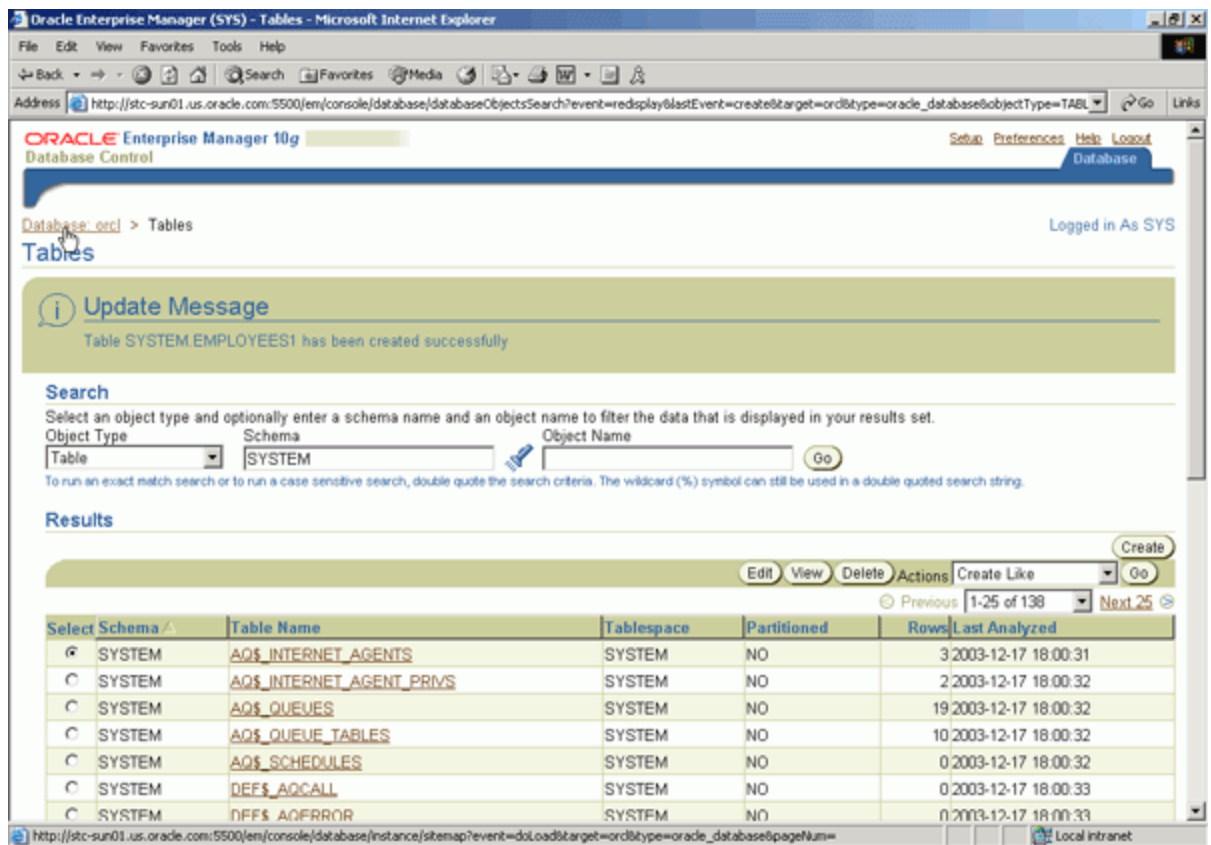 Oracle Enterprise Manager (SYS) - Tables - Microsoft Internet Explorer
File Edit View Favorites Tools Help
Back Search Favorites Media
Address http://stc-sun01.us.oracle.com:5500/em/console/database/databaseObjectsSearch?event=redisplay&lastEvent=create&target=orcl&type=oracle_database&objectType=TABL Go Links
ORACLE Enterprise Manager 10g
Database Control
Setup Preferences Help Logout
Database
Database: orcl > Tables
Logged in As SYS
Tables
Update Message
Table SYSTEM.EMPLOYEES1 has been created successfully
Search
Select an object type and optionally enter a schema name and an object name to filter the data that is displayed in your results set.
Object Type Schema Object Name
Table SYSTEM Go
To run an exact match search or to run a case sensitive search, double quote the search criteria. The wildcard (%) symbol can still be used in a double quoted search string.
Results
Create
Edit View Delete Actions Create Like Go
Previous 1-25 of 138 Next 25
Select Schema Table Name Tablespace Partitioned Rows Last Analyzed
SYSTEM AQ$_INTERNET_AGENTS SYSTEM NO 3 2003-12-17 18:00:31
SYSTEM AQ$_INTERNET_AGENT_PRIVS SYSTEM NO 2 2003-12-17 18:00:32
SYSTEM AQ$_QUEUES SYSTEM NO 19 2003-12-17 18:00:32
SYSTEM AQ$_QUEUE_TABLES SYSTEM NO 10 2003-12-17 18:00:32
SYSTEM AQ$_SCHEDULES SYSTEM NO 0 2003-12-17 18:00:32
SYSTEM DEF$_AQCALL SYSTEM NO 0 2003-12-17 18:00:33
SYSTEM DEF$_AQERROR SYSTEM NO 0 2003-12-17 18:00:33
http://stc-sun01.us.oracle.com:5500/em/console/database/instance/sitemap?event=doLoad&target=orcl&type=oracle_database&pageNum=
Local intranet